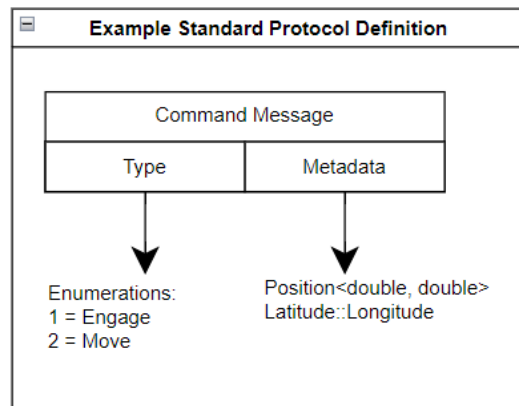 Example Standard Protocol Definition
Command Message
Type
Metadata
Enumerations:
1 = Engage
2 = Move
Position<double, double>
Latitude::Longitude